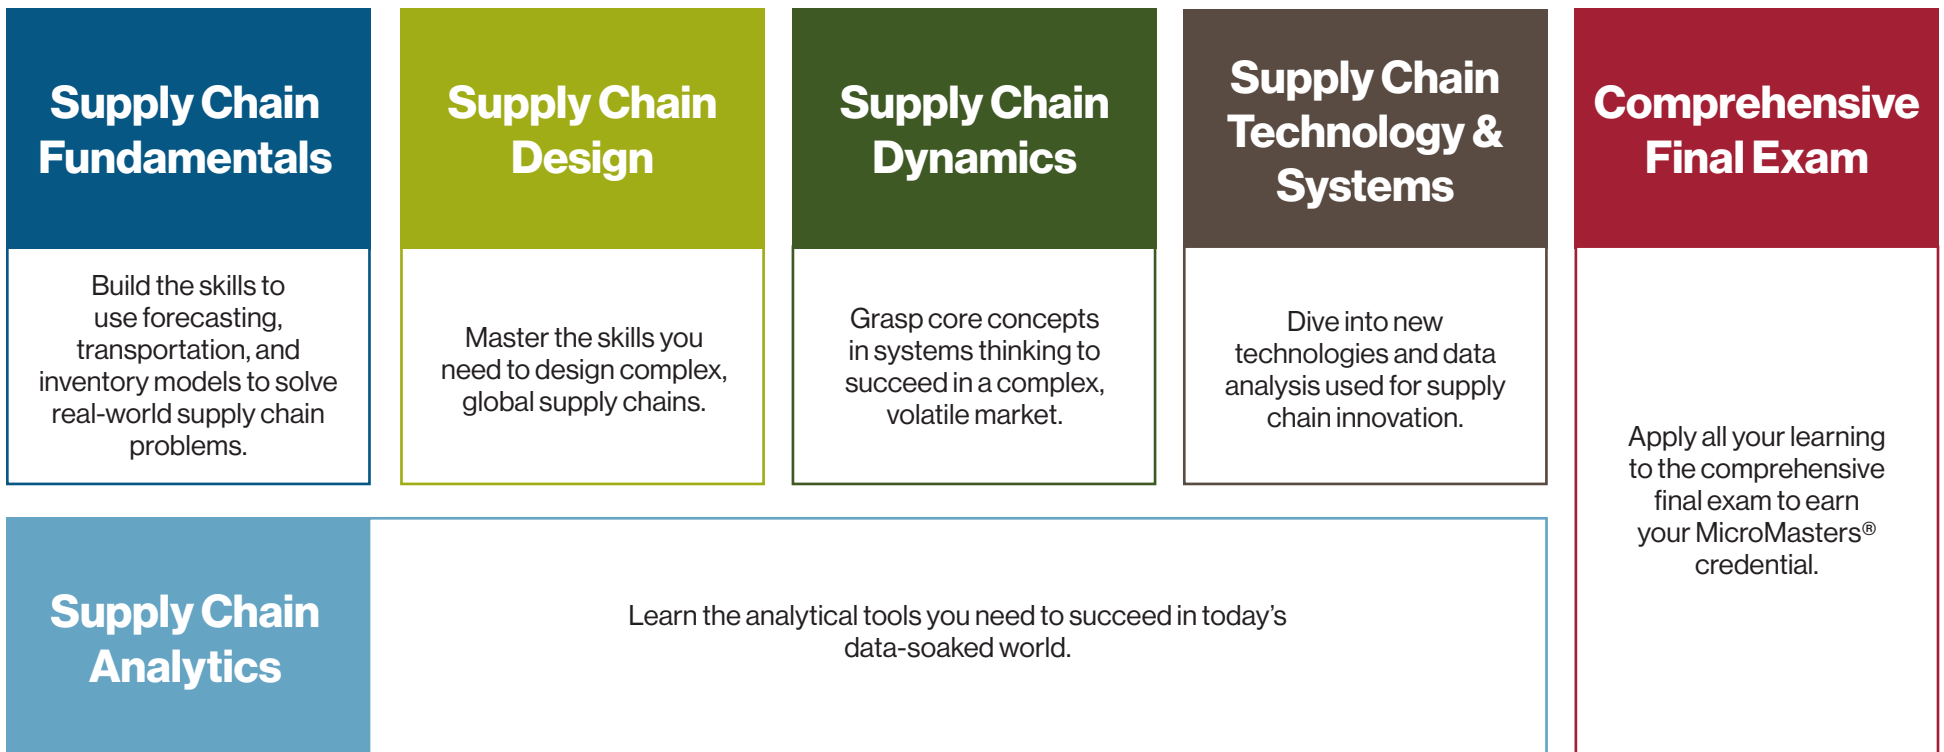 Supply Chain
Fundamentals
Build the skills to
use forecasting,
transportation, and
inventory models to solve
real-world supply chain
problems.
Supply Chain
Design
Master the skills you
need to design complex,
global supply chains.
Supply Chain
Dynamics
Grasp core concepts
in systems thinking to
succeed in a complex,
volatile market.
Supply Chain
Technology &
Systems
Dive into new
technologies and data
analysis used for supply
chain innovation.
Comprehensive
Final Exam
Apply all your learning
to the comprehensive
final exam to earn
your MicroMasters®
credential.
Supply Chain
Analytics
Learn the analytical tools you need to succeed in today’s
data-soaked world.